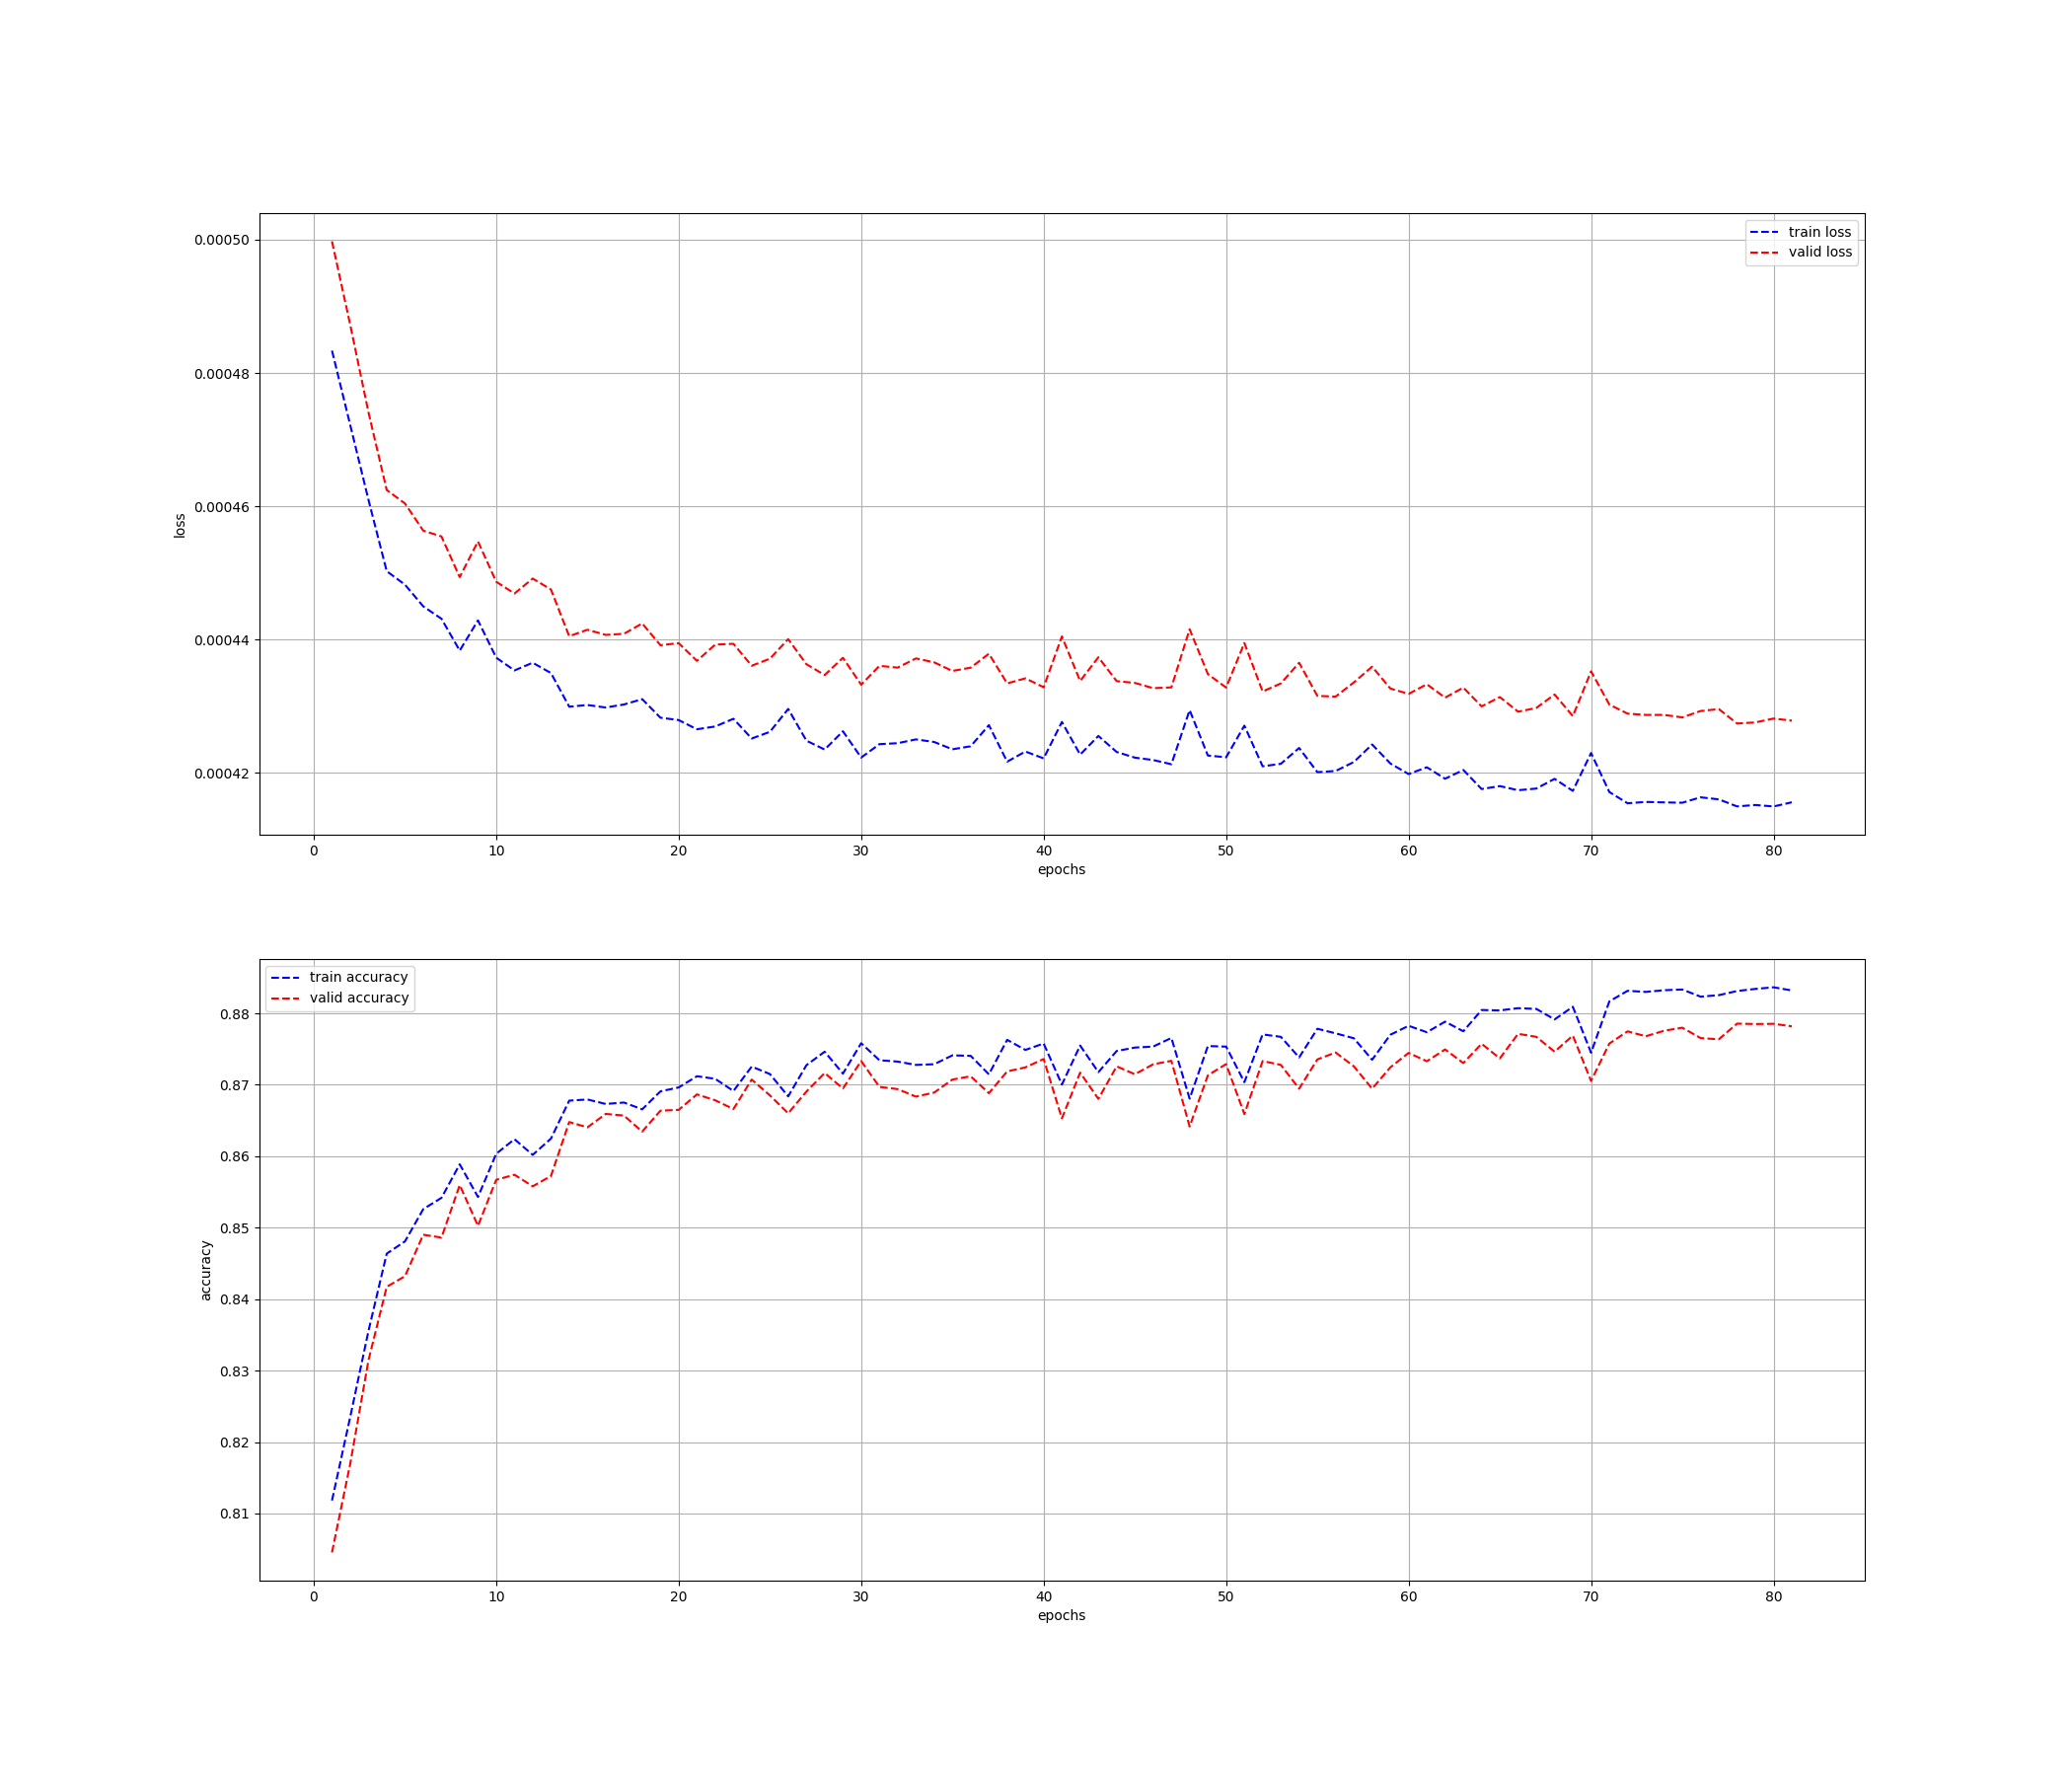 0.00050
0.00048
0.00046
0.00044
0.00042
loss
train loss
valid loss
0 10 20 30 40 50 60 70 80
epochs
train accuracy
valid accuracy
0.88
0.87
0.86
0.85
0.84
0.83
0.82
0.81
accuracy
0 10 20 30 40 50 60 70 80
epochs